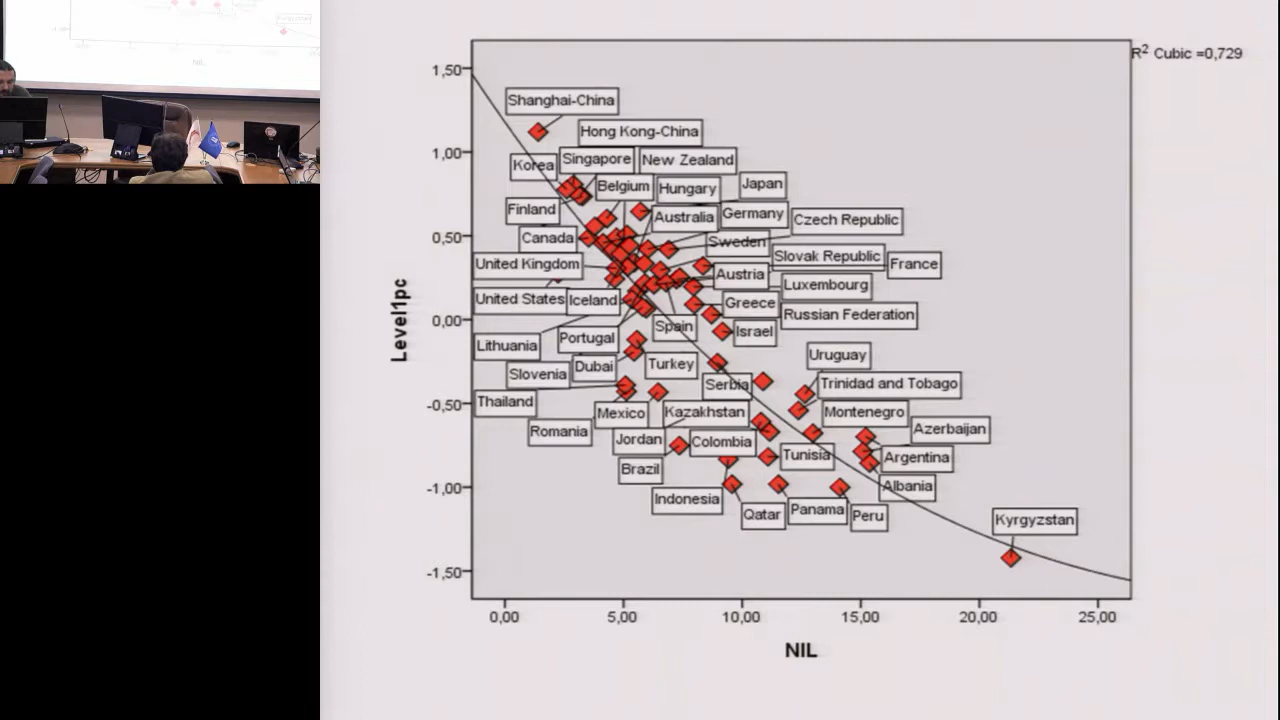 R² Cubic =0,729
1,50
Shanghai-China
Hong Kong-China
1,00
Korea
Singapore
New Zealand
Belgium
Hungary
Japan
Finland
Australia
Germany
Czech Republic
0,50
Canada
Sweden
United Kingdom
Slovak Republic
France
Austria
Luxembourg
United States
Iceland
Greece
Russian Federation
0,00
Spain
Israel
Level1pc
Lithuania
Portugal
Uruguay
Slovenia
Dubai
Turkey
Serbia
Trinidad and Tobago
-0,50
Thailand
Mexico
Kazakhstan
Montenegro
Romania
Jordan
Colombia
Azerbaijan
Brazil
Tunisia
Argentina
-1,00
Albania
Indonesia
Qatar
Panama
Peru
Kyrgyzstan
-1,50
0,00
5,00
10,00
15,00
20,00
25,00
NIL
NIL